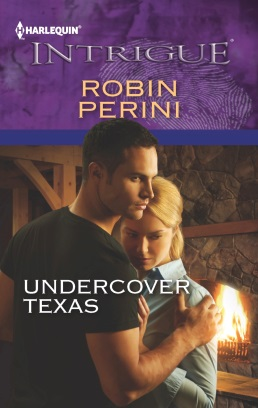 HARLEQUIN®
INTRIGUE®
ROBIN
PERINI
UNDERCOVER
TEXAS